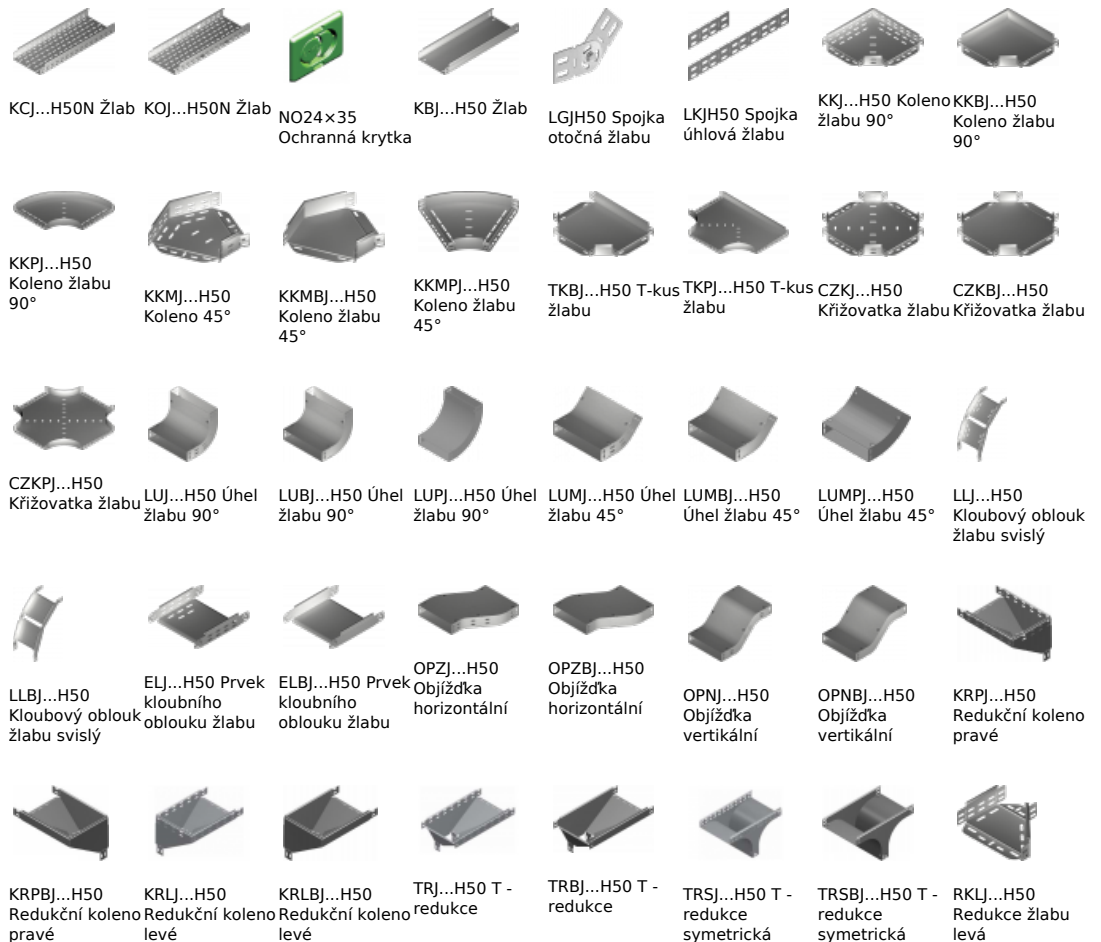 KCJ...H50N Žlab
KOJ...H50N Žlab
NO24×35
Ochranná krytka
KBJ...H50 Žlab
LGJH50 Spojka
otočná žlabu
LKJH50 Spojka
úhlová žlabu
KKJ...H50 Koleno
žlabu 90°
KKBJ...H50
Koleno žlabu
90°
KKPJ...H50
Koleno žlabu
90°
KKMJ...H50
Koleno 45°
KKMBJ...H50
Koleno žlabu
45°
KKMPJ...H50
Koleno žlabu
45°
TKBJ...H50 T-kus
žlabu
TKPJ...H50 T-kus
žlabu
CZKJ...H50
Křižovatka žlabu
CZKBJ...H50
Křižovatka žlabu
CZKPJ...H50
Křižovatka žlabu
LUJ...H50 Úhel
žlabu 90°
LUBJ...H50 Úhel
žlabu 90°
LUPJ...H50 Úhel
žlabu 90°
LUMJ...H50 Úhel
žlabu 45°
LUMBJ...H50
Úhel žlabu 45°
LUMPJ...H50
Úhel žlabu 45°
LLJ...H50
Kloubový oblouk
žlabu svislý
LLBJ...H50
Kloubový oblouk
žlabu svislý
ELJ...H50 Prvek
kloubního
oblouku žlabu
ELBJ...H50 Prvek
kloubního
oblouku žlabu
OPZJ...H50
Objížďka
horizontální
OPZBJ...H50
Objížďka
horizontální
OPNJ...H50
Objížďka
vertikální
OPNBJ...H50
Objížďka
vertikální
KRPJ...H50
Redukční koleno
pravé
KRPBJ...H50
Redukční koleno
pravé
KRLJ...H50
Redukční koleno
levé
KRLBJ...H50
Redukční koleno
levé
TRJ...H50 T -
redukce
TRBJ...H50 T -
redukce
TRSJ...H50 T -
redukce
symetrická
TRSBJ...H50 T -
redukce
symetrická
RKLJ...H50
Redukce žlabu
levá